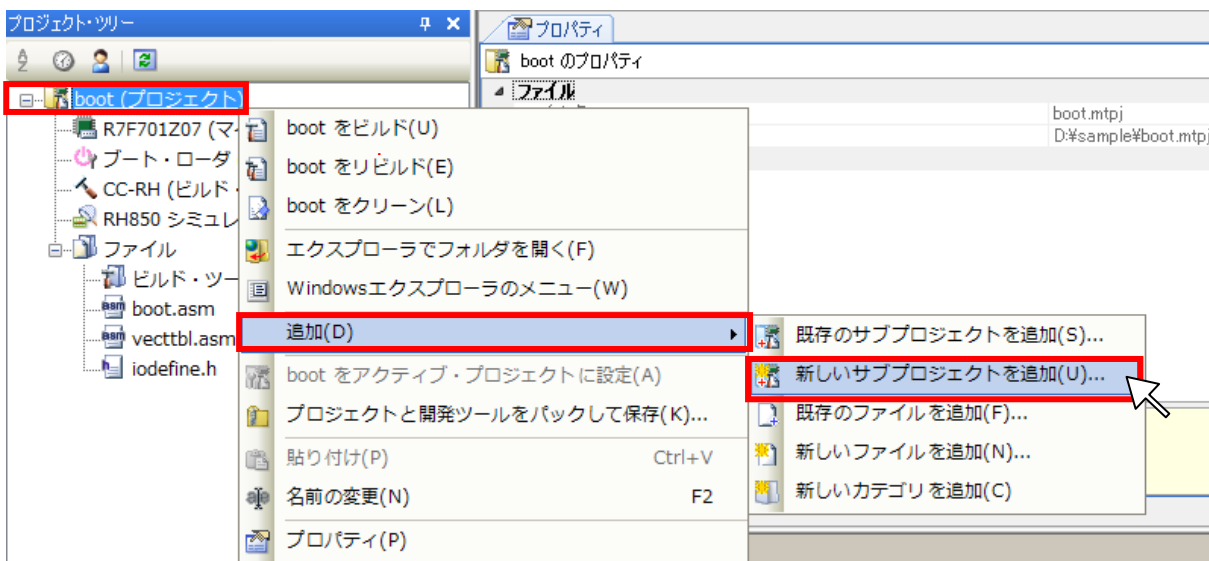 プロジェクト・ツリー
プロパティ
boot のプロパティ
boot (プロジェクト)
ファイル
boot.mtpj
R7F701Z07 (マイ
D:¥sample¥boot.mtpj
ブート・ローダ
CC-RH (ビルド・
RH850 シミュレ
ファイル
ビルド・ツー
boot.asm
vecttbl.asm
iodefine.h
boot をビルド(U)
boot をリビルド(E)
boot をクリーン(L)
エクスプローラでフォルダを開く(F)
Windowsエクスプローラのメニュー(W)
追加(D)
boot をアクティブ・プロジェクトに設定(A)
プロジェクトと開発ツールをパックして保存(K)...
貼り付け(P) Ctrl+V
名前の変更(N) F2
プロパティ(P)
既存のサブプロジェクトを追加(S)...
新しいサブプロジェクトを追加(U)...
既存のファイルを追加(F)...
新しいファイルを追加(N)...
新しいカテゴリを追加(C)